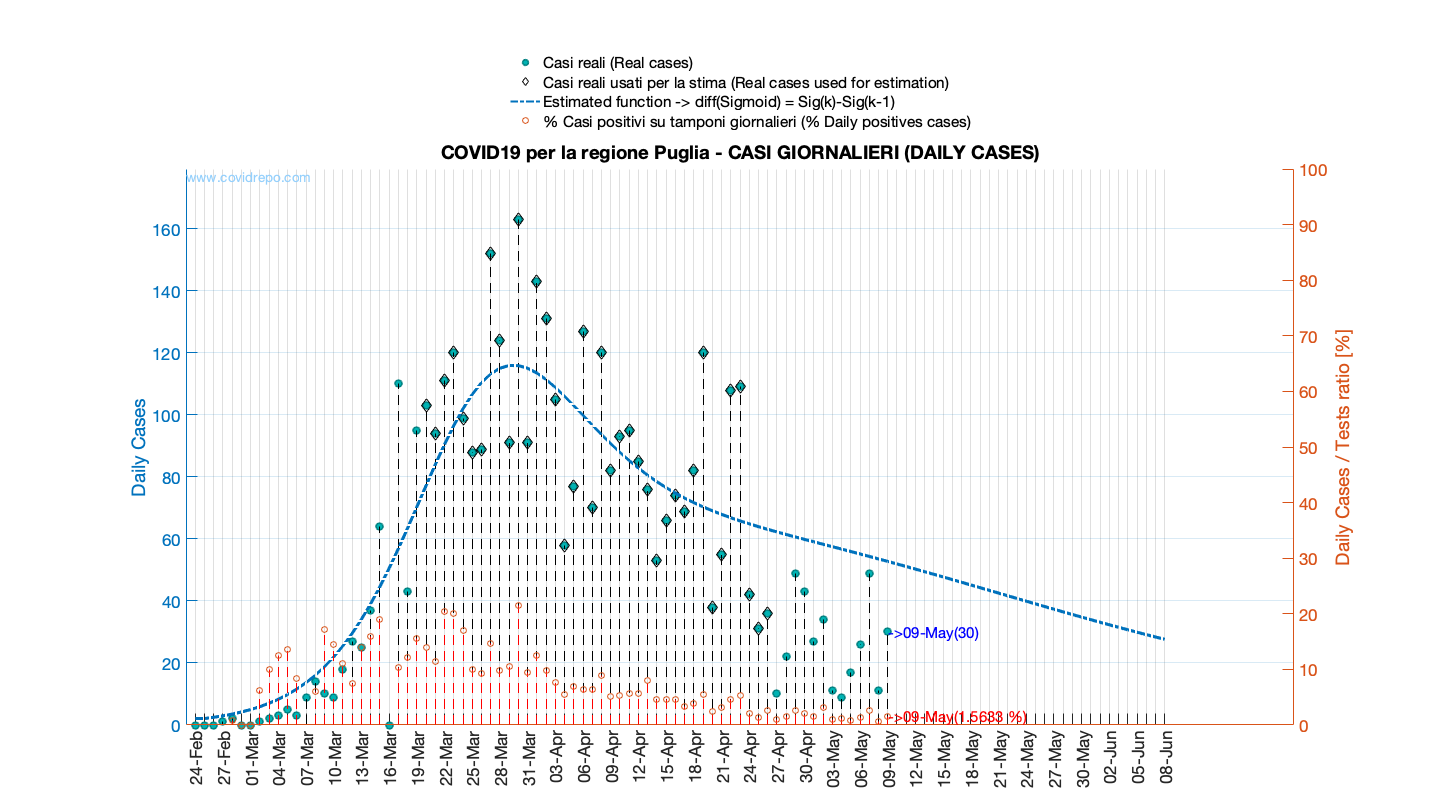 Casi reali (Real cases)
Casi reali usati per la stima (Real cases used for estimation)
Estimated function -> diff(Sigmoid) = Sig(k)-Sig(k-1)
% Casi positivi su tamponi giornalieri (% Daily positives cases)
COVID19 per la regione Puglia - CASI GIORNALIERI (DAILY CASES)
www.covidrepo.com
Daily Cases
160
140
120
100
80
60
40
20
0
100
90
80
70
60
50
40
30
20
10
0
Daily Cases / Tests ratio [%]
->09-May(30)
->09-May(1.5633 %)
24-Feb
27-Feb
01-Mar
04-Mar
07-Mar
10-Mar
13-Mar
16-Mar
19-Mar
22-Mar
25-Mar
28-Mar
31-Mar
03-Apr
06-Apr
09-Apr
12-Apr
15-Apr
18-Apr
21-Apr
24-Apr
27-Apr
30-Apr
03-May
06-May
09-May
12-May
15-May
18-May
21-May
24-May
27-May
30-May
02-Jun
05-Jun
08-Jun